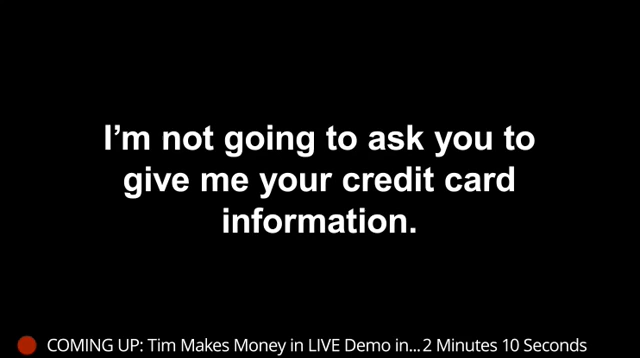 I’m not going to ask you to
give me your credit card
information.
COMING UP: Tim Makes Money in LIVE Demo in...2 Minutes 10 Seconds